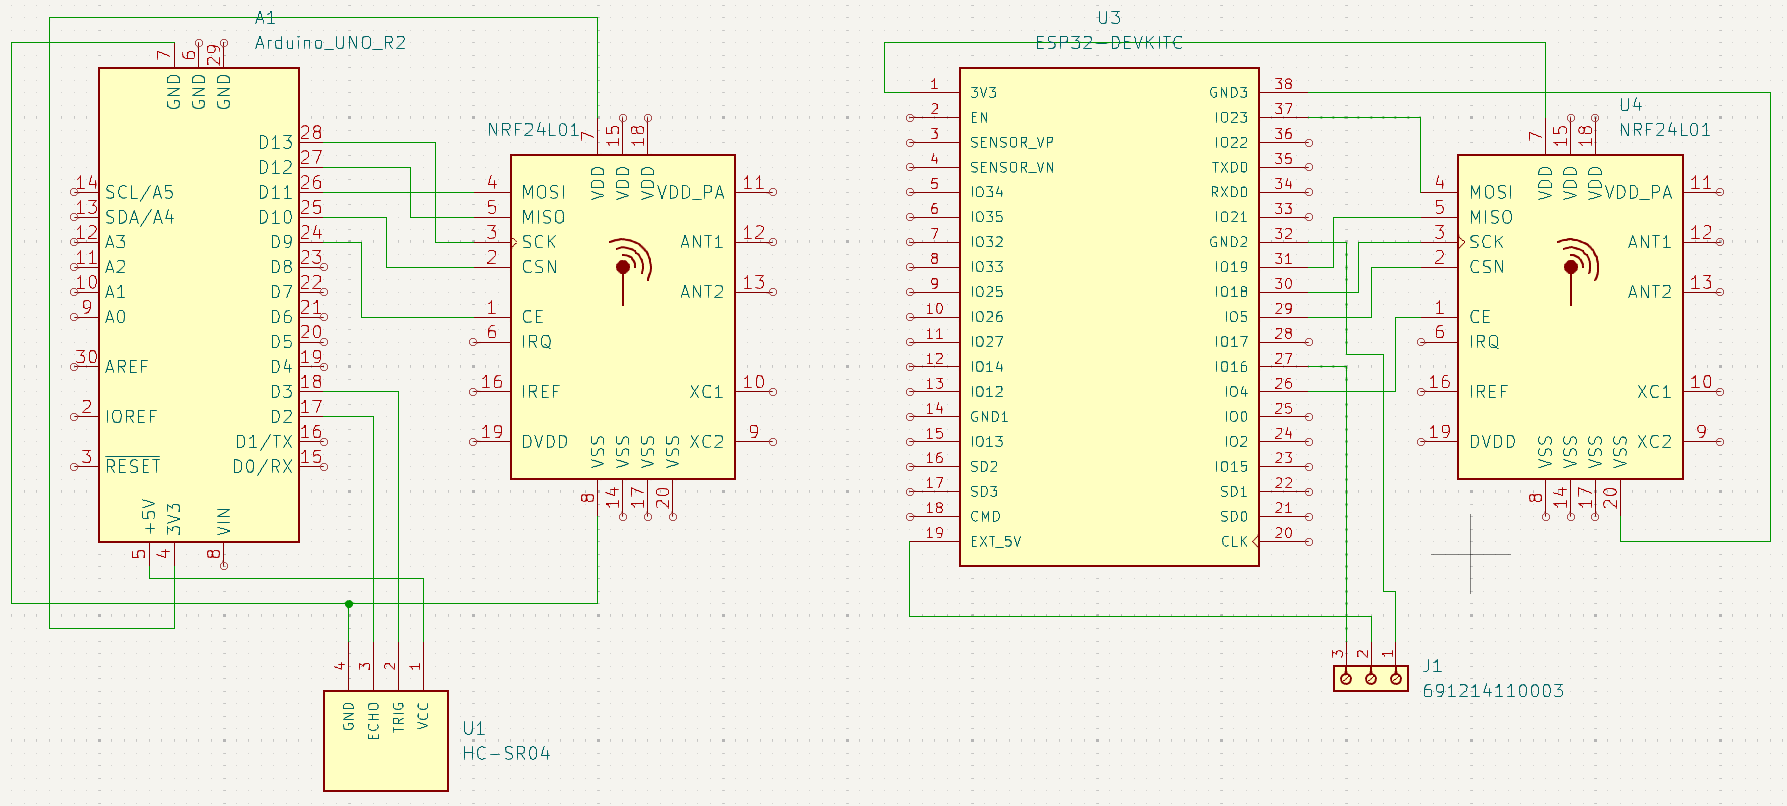 A1
Arduino_UNO_R2
7
6
29
GND
GND
GND
14
SCL/A5
13
SDA/A4
12
A3
11
A2
10
A1
9
A0
30
AREF
2
IOREF
3
RESET
D13
28
D12
27
D11
26
D10
25
D9
24
D8
23
D7
22
D6
21
D5
20
D4
19
D3
18
D2
17
D1/TX
16
D0/RX
15
+5V
3V3
VIN
5
4
8
NRF24L01
7
15
18
VDD
VDD
VDD
4
MOSI
5
MISO
3
SCK
2
CSN
1
CE
6
IRQ
16
IREF
19
DVDD
VDD_PA
11
ANT1
12
ANT2
13
XC1
10
XC2
9
VSS
VSS
VSS
VSS
8
14
17
20
4
3
2
1
GND
ECHO
TRIG
VCC
U1
HC-SR04
U3
ESP32-DEVKITC
1
3V3
2
EN
3
SENSOR_VP
4
SENSOR_VN
5
IO34
6
IO35
7
IO32
8
IO33
9
IO25
10
IO26
11
IO27
12
IO14
13
IO12
14
GND1
15
IO13
16
SD2
17
SD3
18
CMD
19
EXT_5V
GND3
38
IO23
37
IO22
36
TXD0
35
RXD0
34
IO21
33
GND2
32
IO19
31
IO18
30
IO5
29
IO17
28
IO16
27
IO4
26
IO0
25
IO2
24
IO15
23
SD1
22
SD0
21
CLK
20
U4
NRF24L01
7
15
18
VDD
VDD
VDD
4
MOSI
5
MISO
3
SCK
2
CSN
1
CE
6
IRQ
16
IREF
19
DVDD
VDD_PA
11
ANT1
12
ANT2
13
XC1
10
XC2
9
VSS
VSS
VSS
VSS
8
14
17
20
3
2
1
J1
691214110003